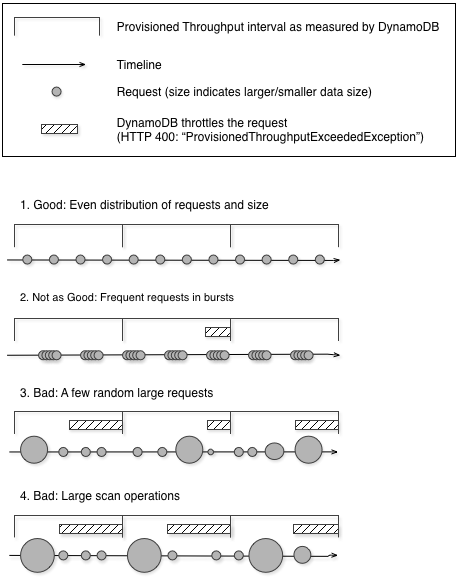 Provisioned Throughput interval as measured by DynamoDB
Timeline
Request (size indicates larger/smaller data size)
DynamoDB throttles the request
(HTTP 400: “ProvisionedThroughputExceededException”)
1. Good: Even distribution of requests and size
2. Not as Good: Frequent requests in bursts
3. Bad: A few random large requests
4. Bad: Large scan operations